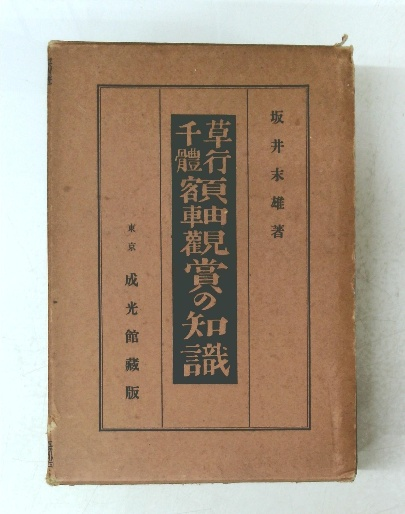 坂井末雄著
草行
千體
額軸觀賞の知識
東京
成光館藏版